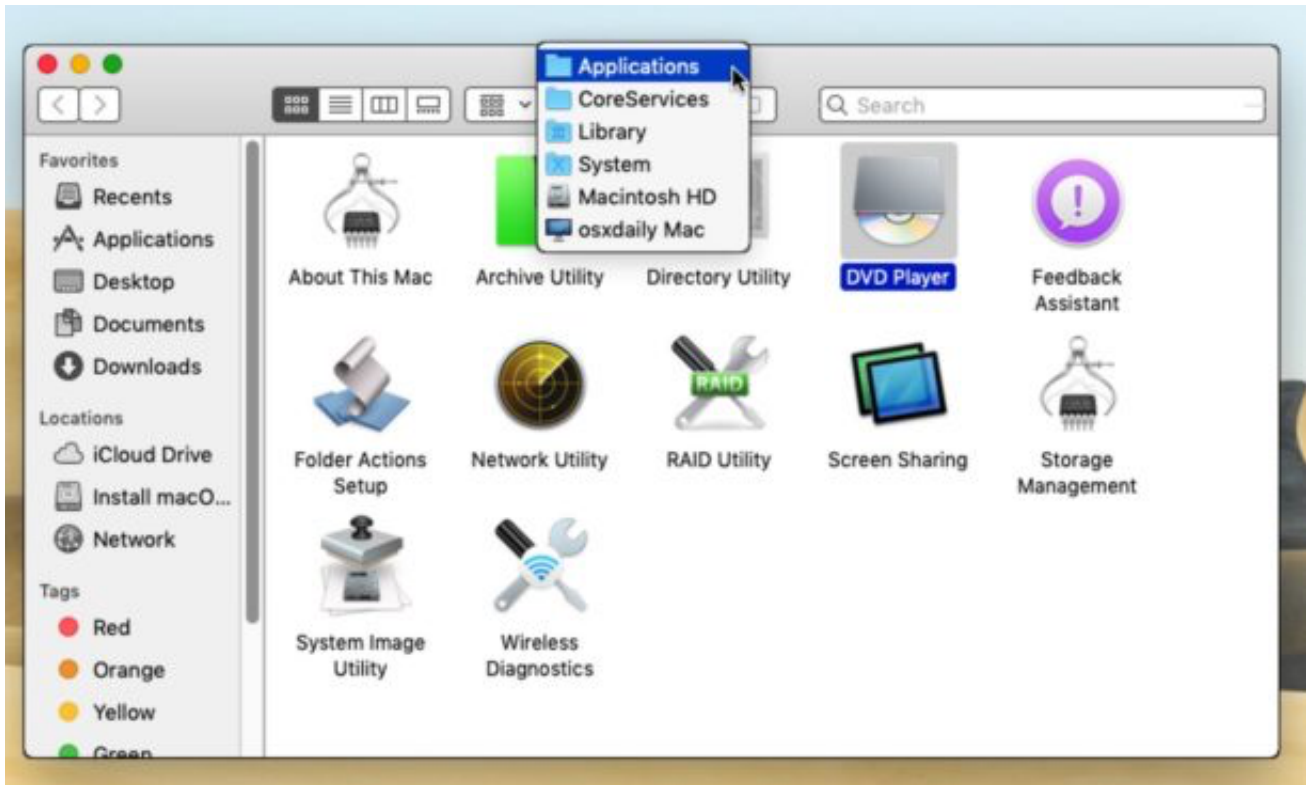 Applications
CoreServices
Library
System
Macintosh HD
osxdaily Mac
Search
Favorites
Recents
Applications
Desktop
Documents
Downloads
Locations
iCloud Drive
Install macO...
Network
Tags
Red
Orange
Yellow
Green
About This Mac
Archive Utility
Directory Utility
DVD Player
Feedback
Assistant
Folder Actions
Setup
Network Utility
RAID
RAID Utility
Screen Sharing
Storage
Management
System Image
Utility
Wireless
Diagnostics